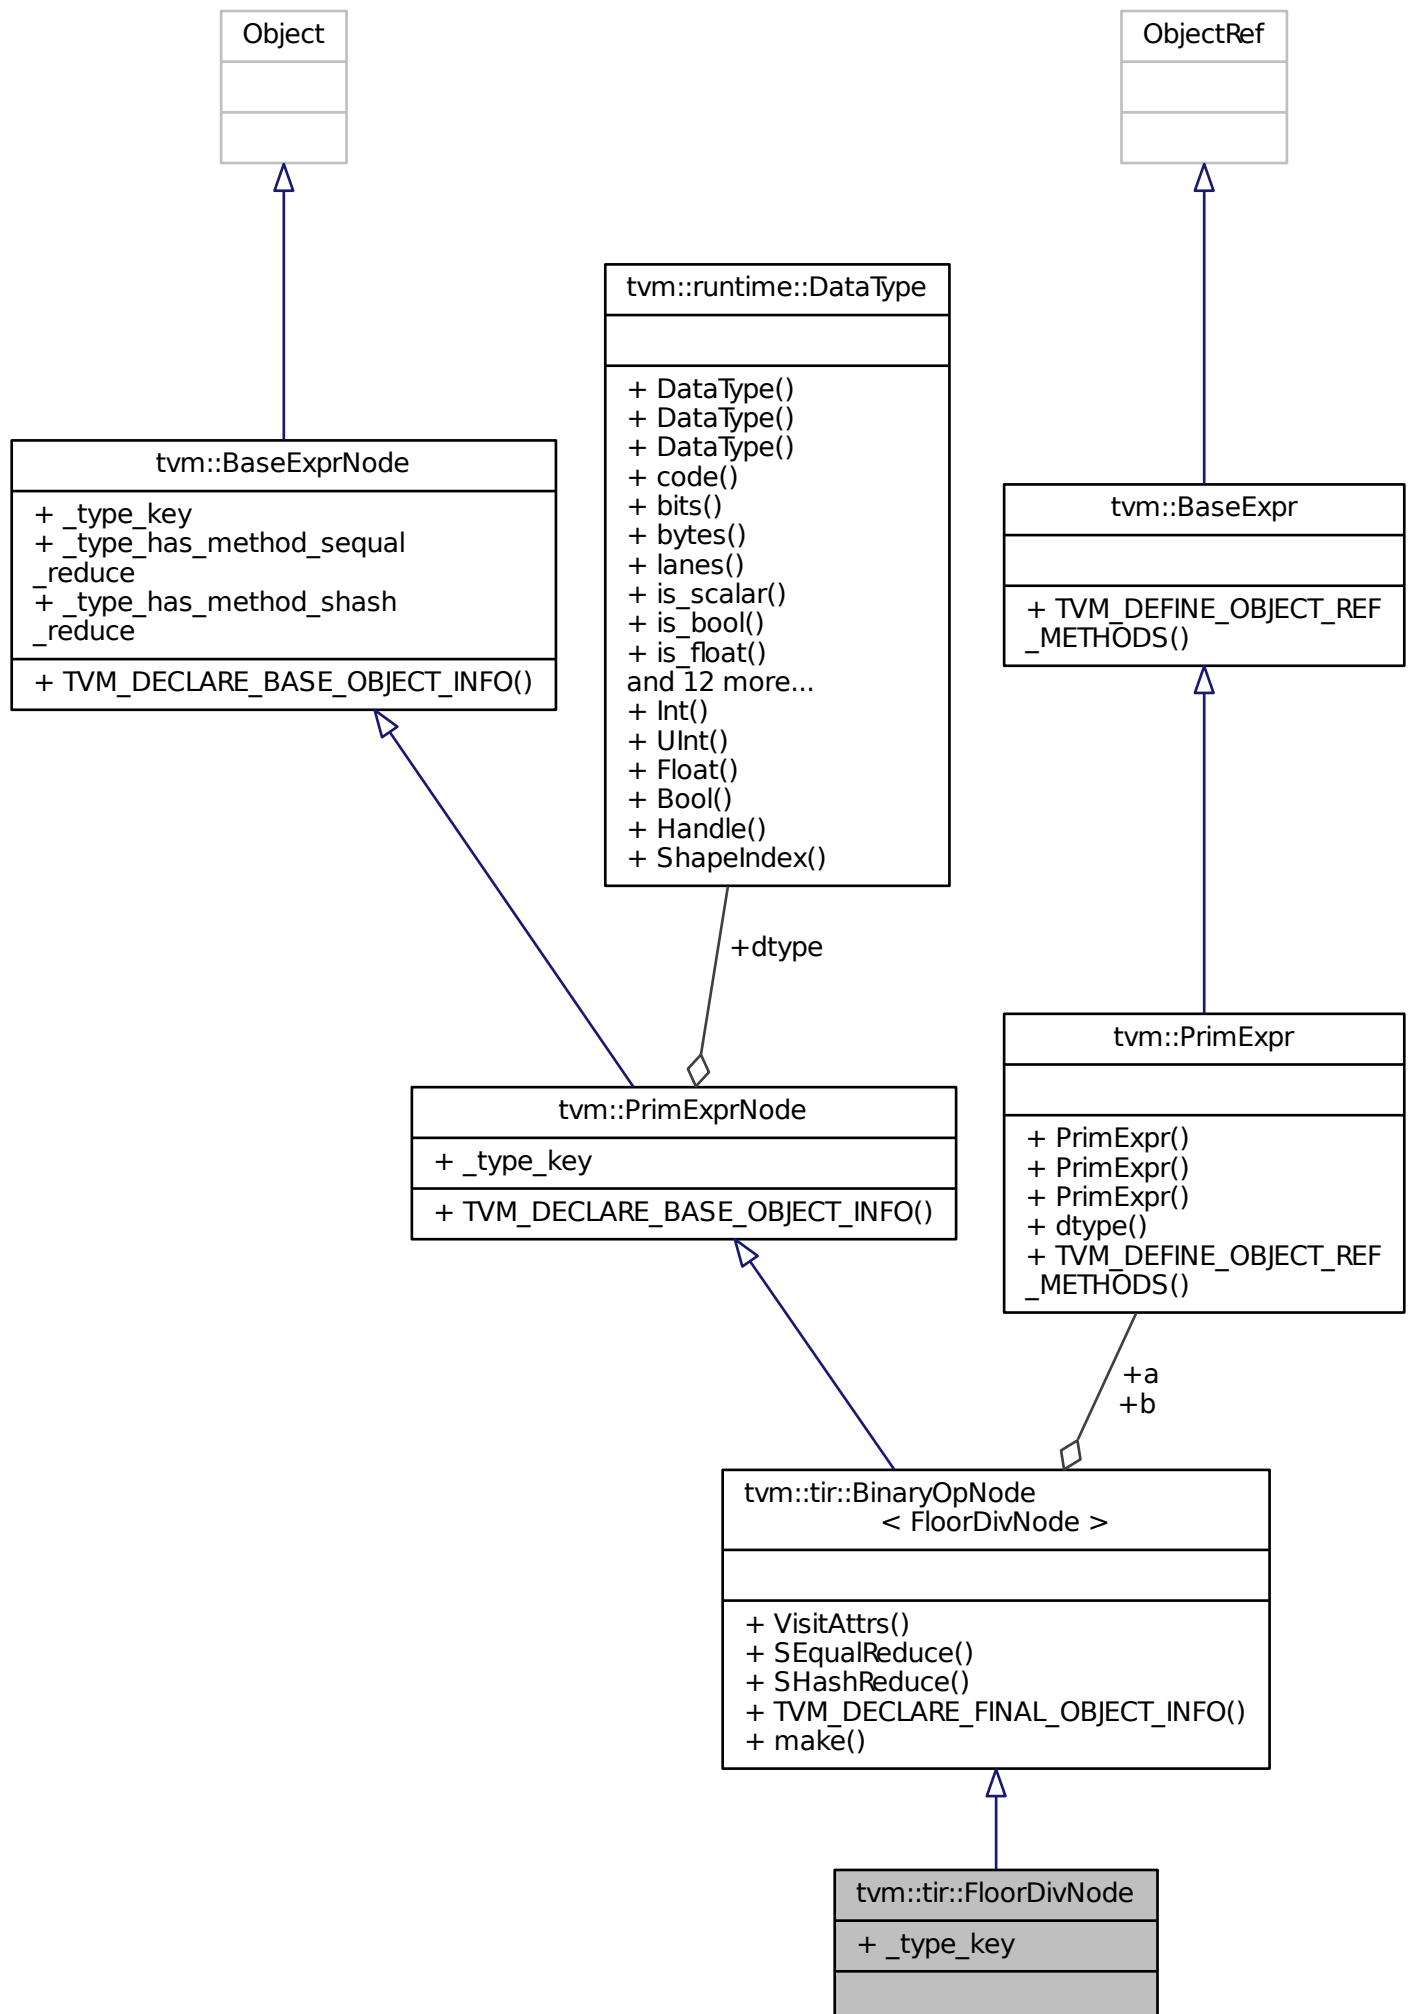 Object
ObjectRef
tvm::runtime::DataType
+ DataType()
+ DataType()
+ DataType()
+ code()
+ bits()
+ bytes()
+ lanes()
+ is_scalar()
+ is_bool()
+ is_float()
and 12 more...
+ Int()
+ UInt()
+ Float()
+ Bool()
+ Handle()
+ ShapeIndex()
tvm::BaseExprNode
+ _type_key
+ _type_has_method_sequal
_reduce
+ _type_has_method_shash
_reduce
+ TVM_DECLARE_BASE_OBJECT_INFO()
tvm::BaseExpr
+ TVM_DEFINE_OBJECT_REF
_METHODS()
+dtype
tvm::PrimExpr
+ PrimExpr()
+ PrimExpr()
+ PrimExpr()
+ dtype()
+ TVM_DEFINE_OBJECT_REF
_METHODS()
tvm::PrimExprNode
+ _type_key
+ TVM_DECLARE_BASE_OBJECT_INFO()
+a
+b
tvm::tir::BinaryOpNode
< FloorDivNode >
+ VisitAttrs()
+ SEqualReduce()
+ SHashReduce()
+ TVM_DECLARE_FINAL_OBJECT_INFO()
+ make()
tvm::tir::FloorDivNode
+ _type_key